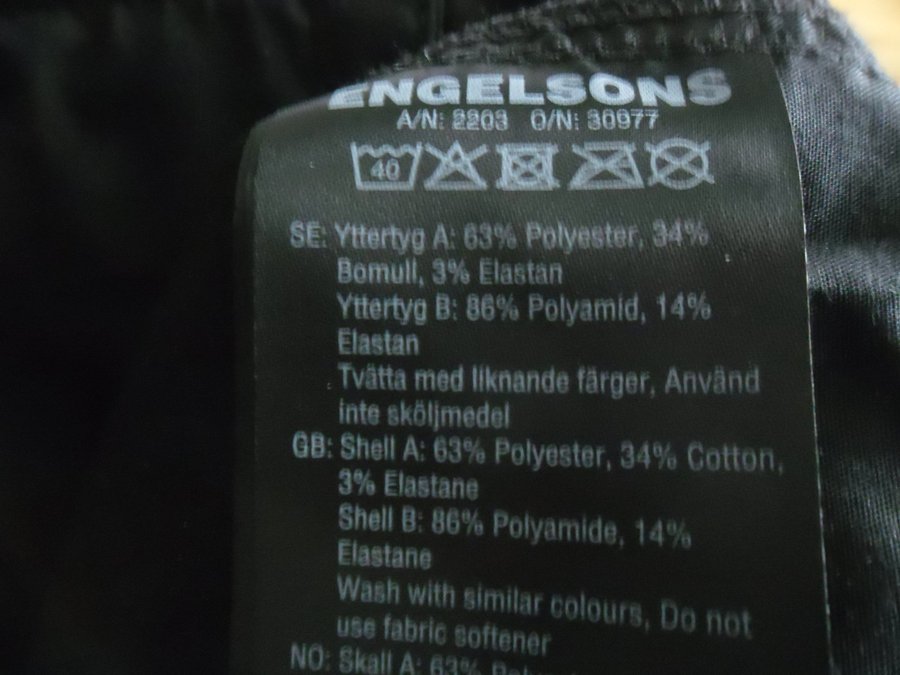 ENGELSONS
A/N: 2203 O/N: 30977
40
SE: Yttertyg A: 63% Polyester, 34%
Bomull, 3% Elastan
Yttertyg B: 86% Polyamid, 14%
Elastan
Tvätta med liknande färger, Använd
inte sköljmedel
GB: Shell A: 63% Polyester, 34% Cotton,
3% Elastane
Shell B: 86% Polyamide, 14%
Elastane
Wash with similar colours, Do not
use fabric softener
NO: Skall A: 63%